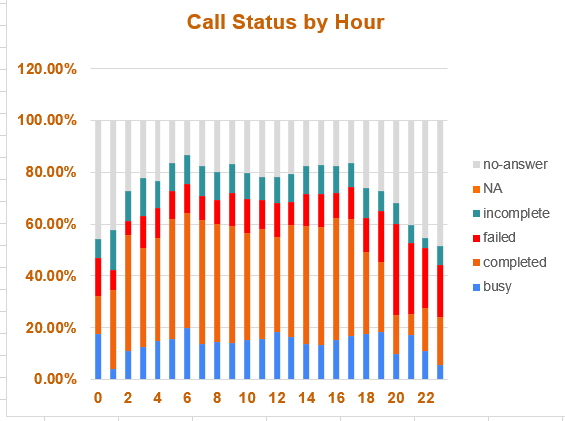 Call Status by Hour
120.00%
100.00%
80.00%
60.00%
40.00%
20.00%
0.00%
0 2 4 6 8 10 12 14 16 18 20 22
no-answer
NA
incomplete
failed
completed
busy